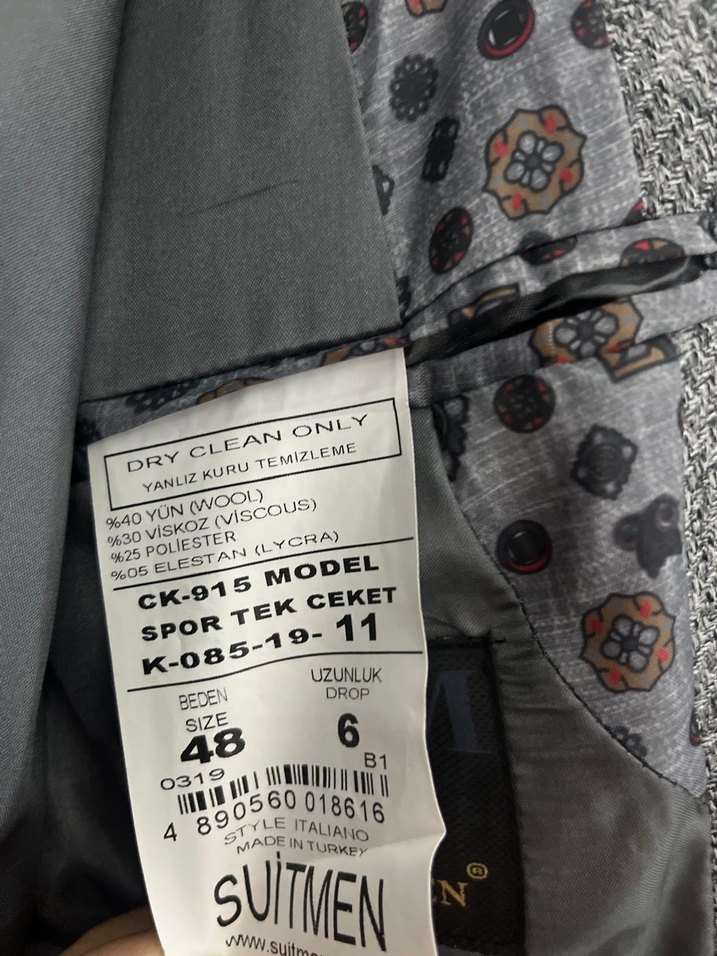 DRY CLEAN ONLY
YANLIZ KURU TEMİZLEME
%40 YÜN (WOOL)
%30 VİSKOZ (VİSCOUS)
%25 POLİESTER
%05 ELESTAN (LYCRA)
CK-915 MODEL
SPOR TEK CEKET
K-085-19- 11
BEDEN UZUNLUK
SIZE DROP
48 6
0319 B1
4 890560 018616
STYLE ITALIANO
MADE IN TURKEY
SUİTMEN
EN®